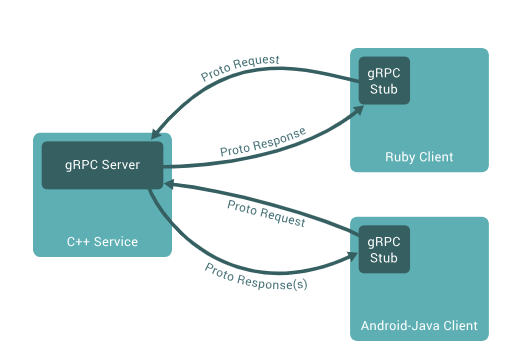 Proto Request
gRPC
Stub
Ruby Client
Proto Response
gRPC Server
C++ Service
Proto Request
gRPC
Stub
Proto Response(s)
Android-Java Client